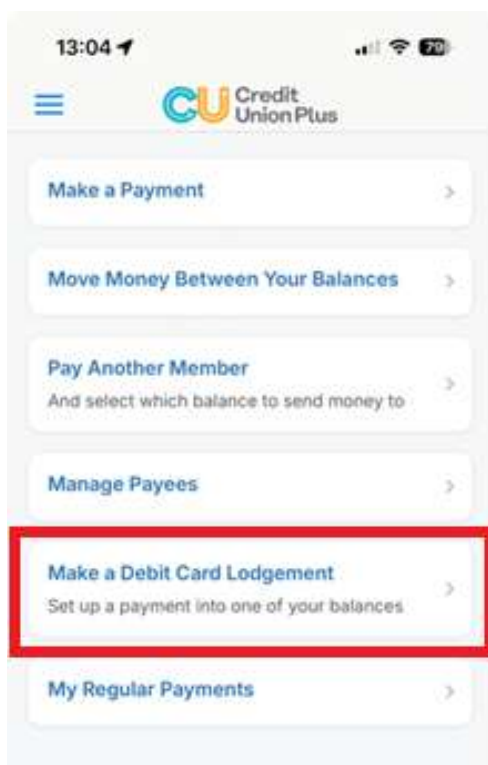 13:04
79
CU Credit
Union Plus
Make a Payment
Move Money Between Your Balances
Pay Another Member
And select which balance to send money to
Manage Payees
Make a Debit Card Lodgement
Set up a payment into one of your balances
My Regular Payments